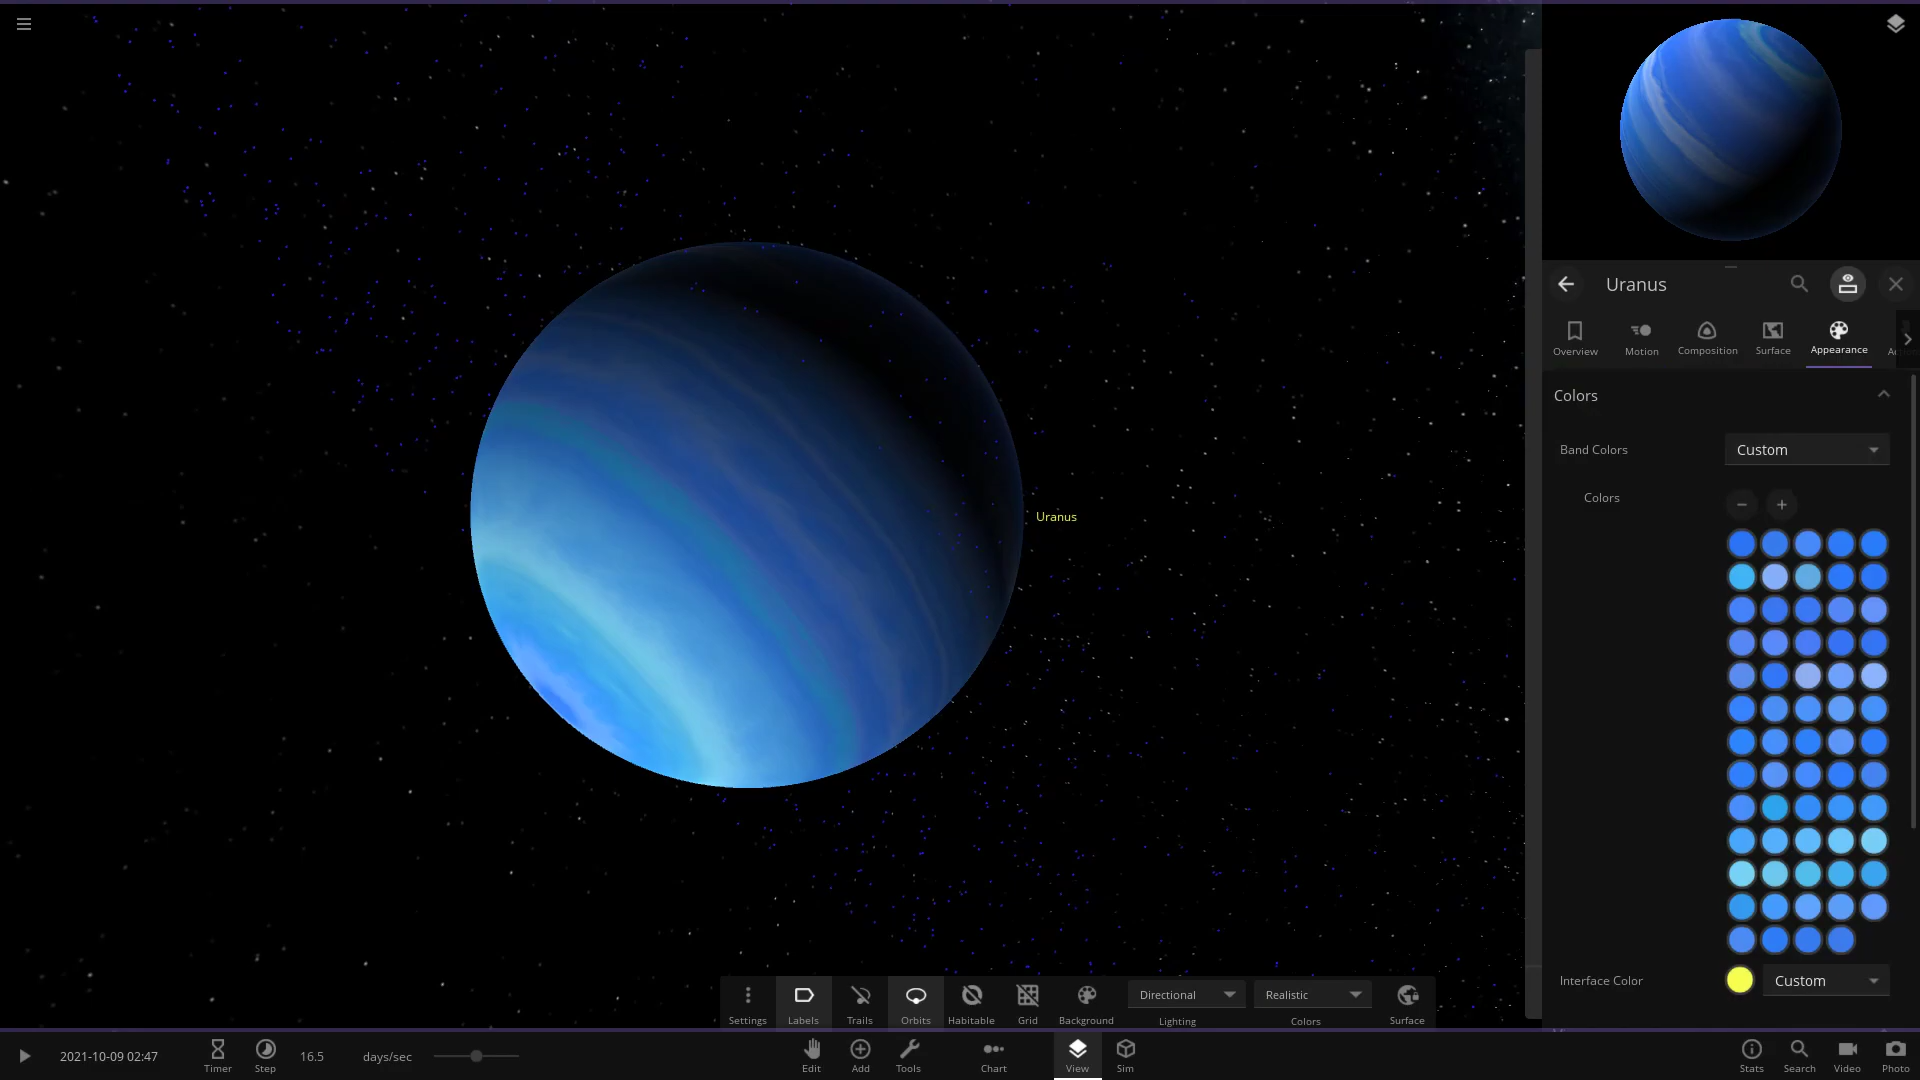 Uranus
Overview
Motion
Composition
Surface
Appearance
Colors
Band Colors
Custom
Colors
Uranus
Interface Color
Custom
Settings
Labels
Trails
Orbits
Habitable
Grid
Background
Directional
Lighting
Realistic
Colors
Surface
2021-10-09 02:47
Timer
Step
16.5
days/sec
Edit
Add
Tools
Chart
View
Sim
Stats
Search
Video
Photo